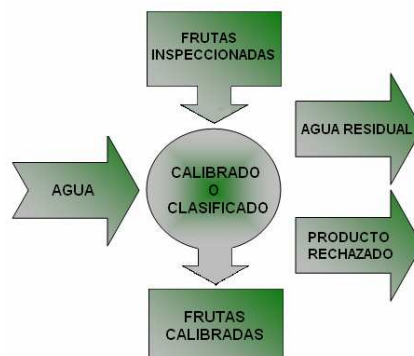 FRUTAS
INSPECCIONADAS
AGUA
CALIBRADO
O
CLASIFICADO
AGUA RESIDUAL
PRODUCTO
RECHAZADO
FRUTAS
CALIBRADAS